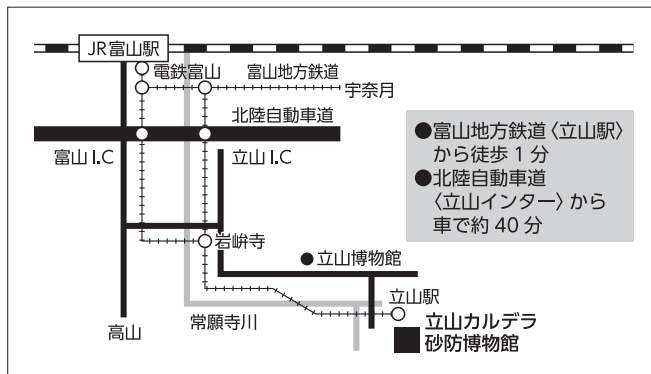 JR富山駅
電鉄富山
富山地方鉄道
宇奈月
北陸自動車道
富山I.C
立山I.C
●富山地方鉄道〈立山駅〉
から徒歩1分
●北陸自動車道
〈立山インター〉から
車で約40分
岩峅寺
●立山博物館
立山駅
高山
常願寺川
立山カルデラ
砂防博物館